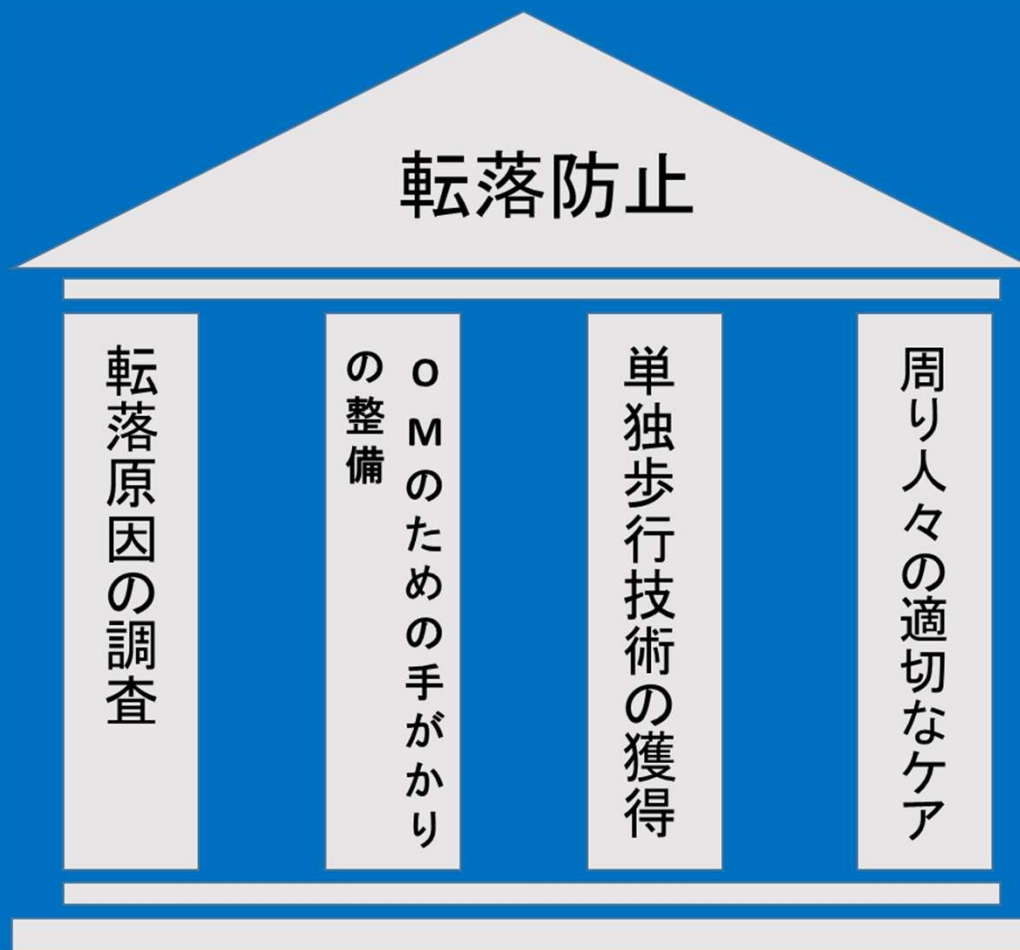 転落防止
転落原因の調査
OMのための手がかり
の整備
単独歩行技術の獲得
周り人々の適切なケア